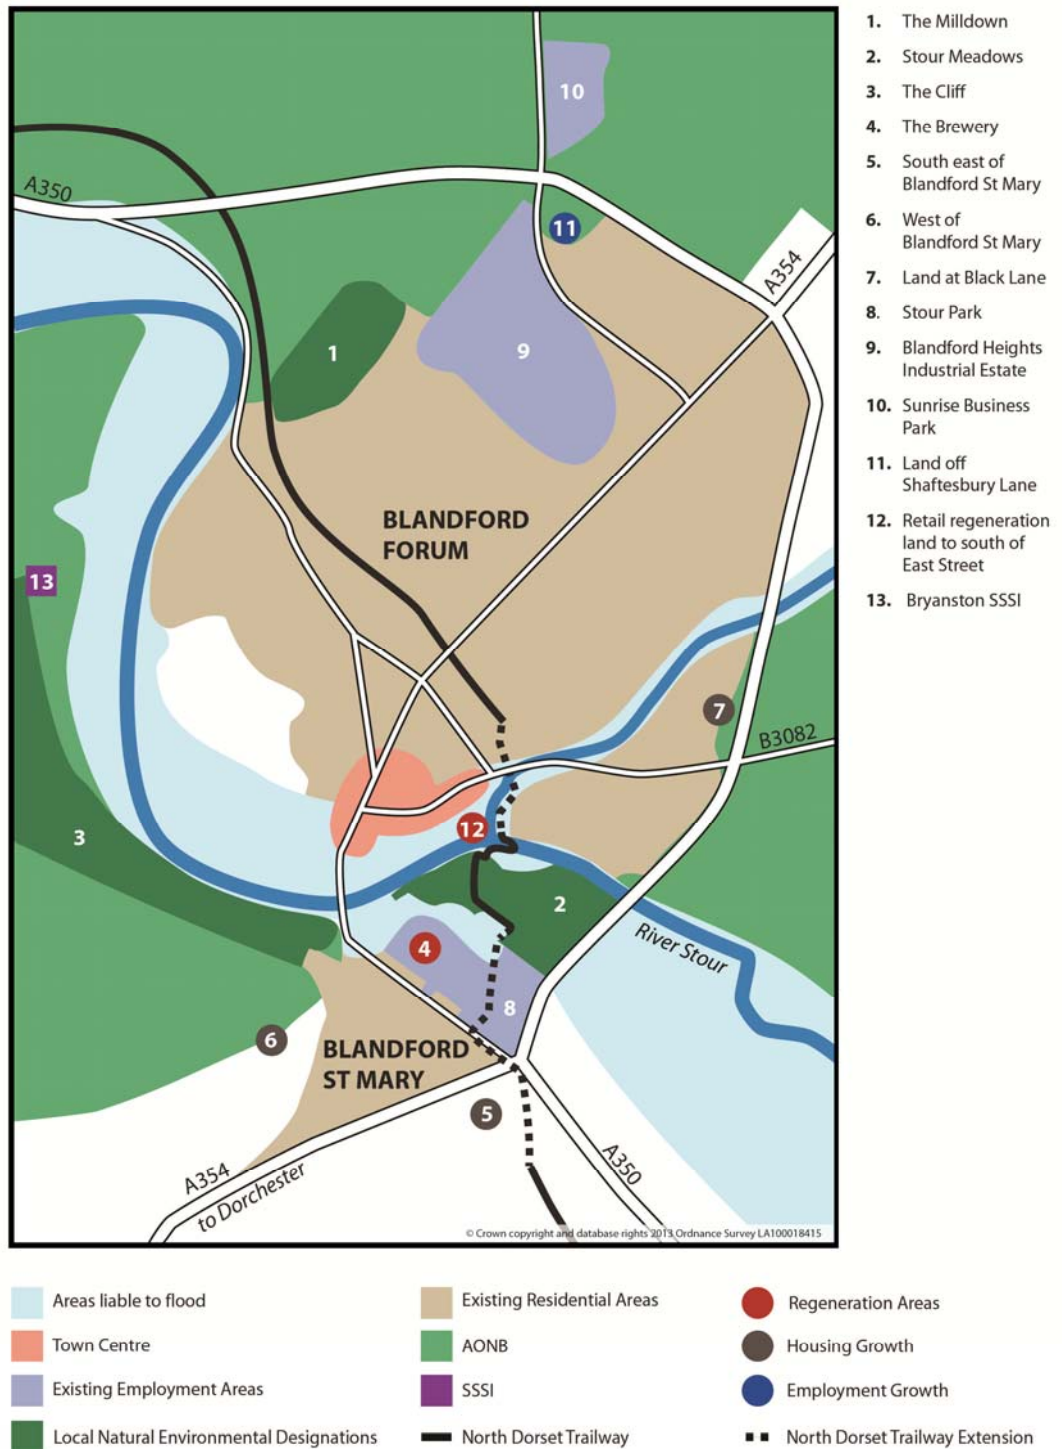 1. The Milldown
2. Stour Meadows
3. The Cliff
4. The Brewery
5. South east of
Blandford St Mary
6. West of
Blandford St Mary
7. Land at Black Lane
8. Stour Park
9. Blandford Heights
Industrial Estate
10. Sunrise Business
Park
11. Land off
Shaftesbury Lane
12. Retail regeneration
land to south of
East Street
13. Bryanston SSSI
10
A350
11
A354
1
9
BLANDFORD
FORUM
13
7
B3082
12
3
2
4
River Stour
8
6
BLANDFORD
ST MARY
5
A354
to Dorchester
A350
© Crown copyright and database rights 2013 Ordnance Survey LA100018415
Areas liable to flood
Town Centre
Existing Employment Areas
Local Natural Environmental Designations
Existing Residential Areas
AONB
SSSI
North Dorset Trailway
Regeneration Areas
Housing Growth
Employment Growth
North Dorset Trailway Extension